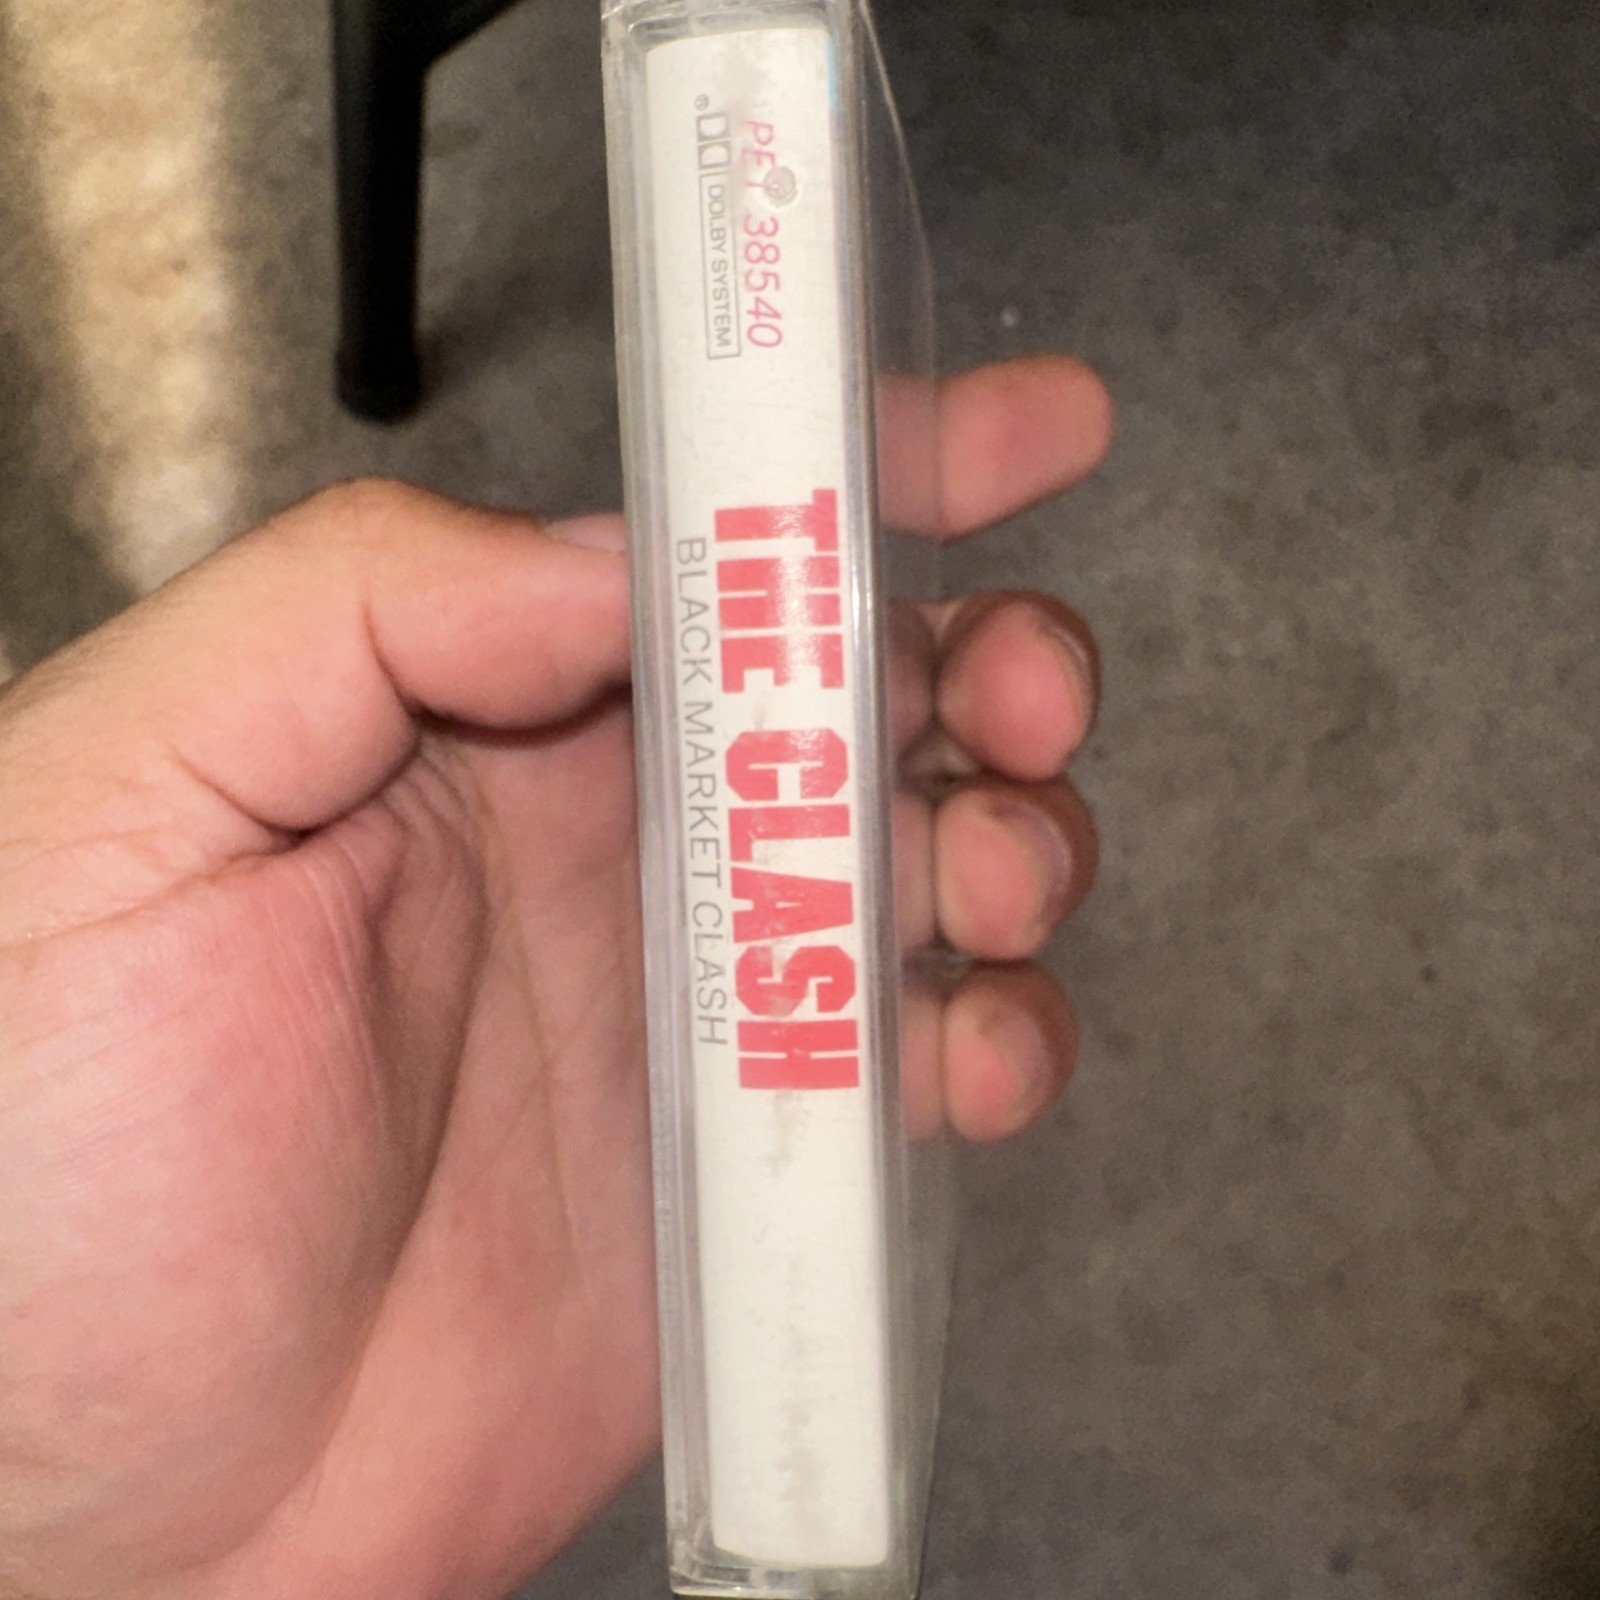 PET 38540
® DOLBY SYSTEM
THE CLASH
BLACK MARKET CLASH